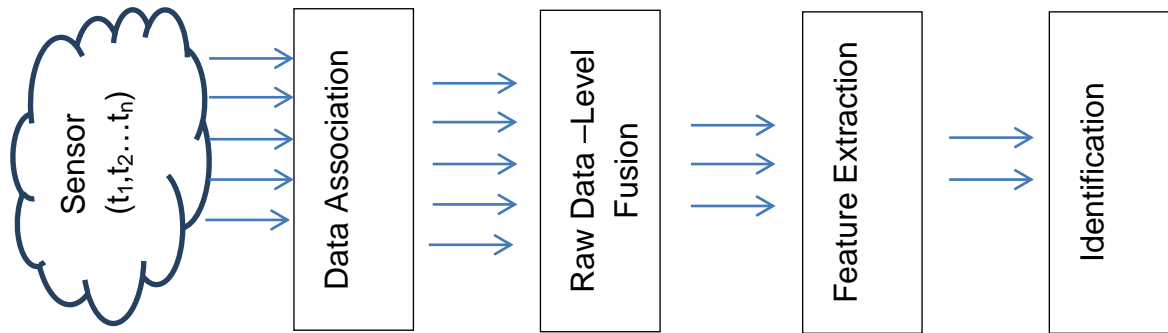 Sensor
(t₁,t₂…tₙ)
Data Association
Raw Data –Level
Fusion
Feature Extraction
Identification